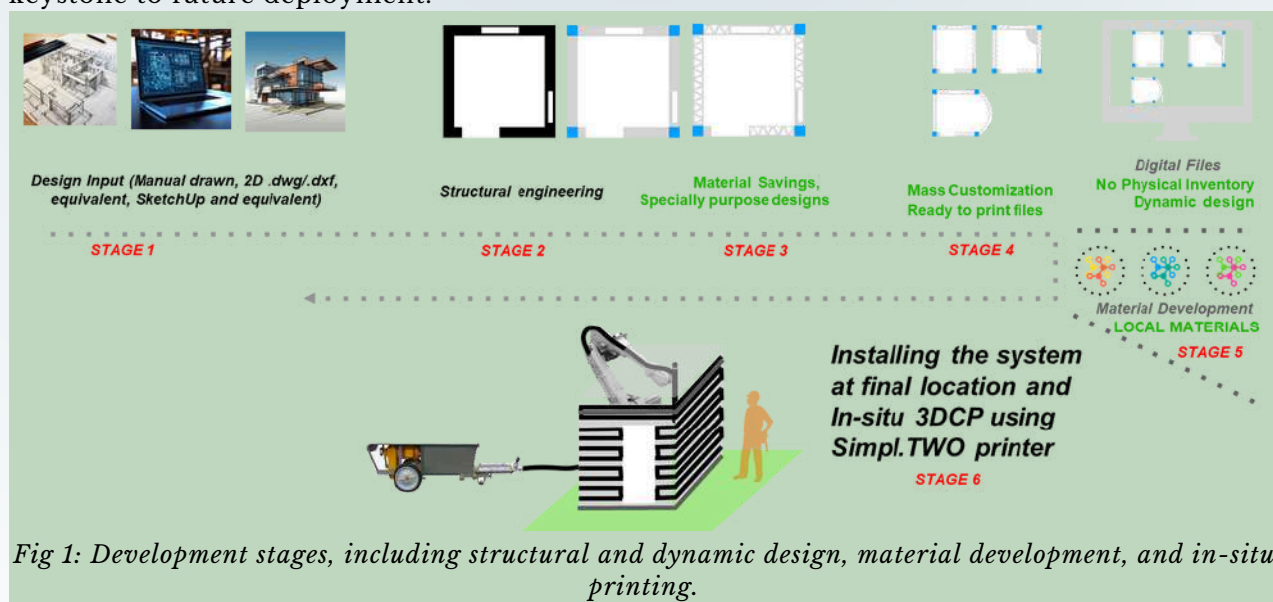 keystone to future deployment.
Design Input (Manual drawn, 2D .dwg/.dxf,
equivalent, SketchUp and equivalent)
STAGE 1
Structural engineering
STAGE 2
Material Savings,
Specially purpose designs
STAGE 3
Mass Customization
Ready to print files
STAGE 4
Digital Files
No Physical Inventory
Dynamic design
Material Development
LOCAL MATERIALS
STAGE 5
Installing the system
at final location and
In-situ 3DCP using
Simpl.TWO printer
STAGE 6
Fig 1: Development stages, including structural and dynamic design, material development, and in-situ
printing.